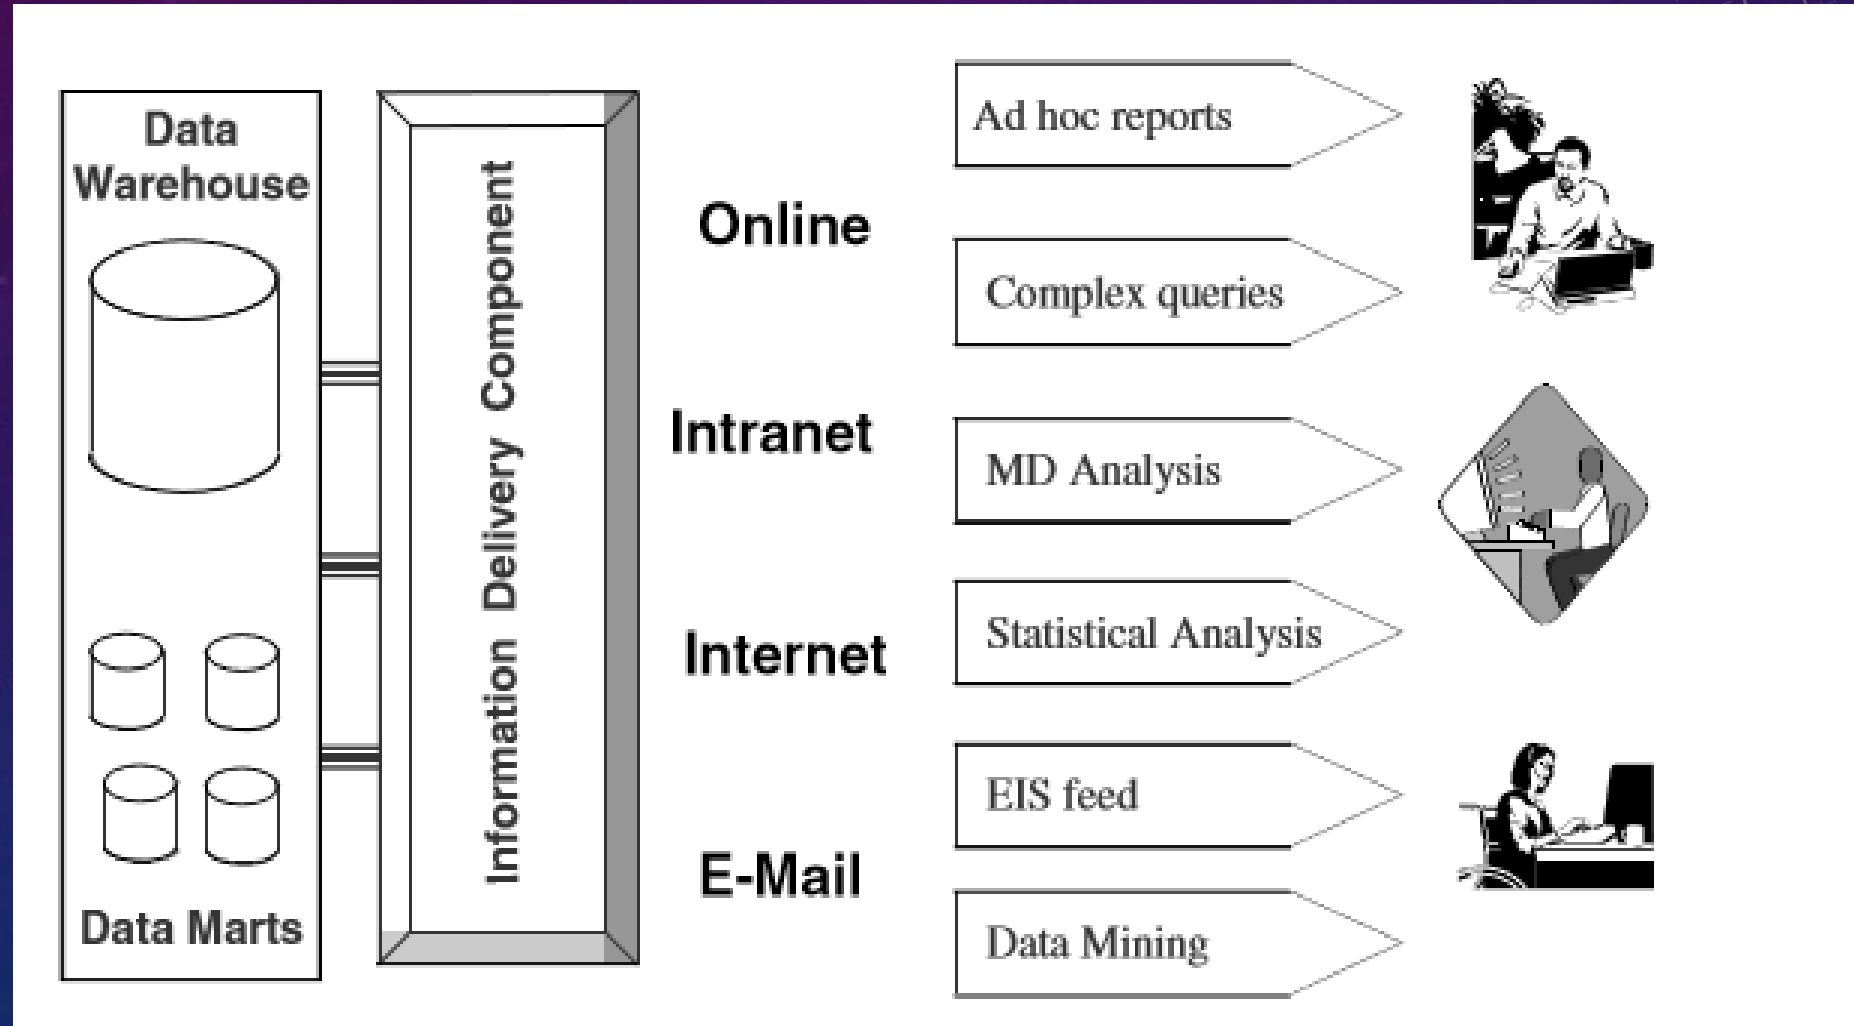 Data
Warehouse
Data Marts
Information Delivery Component
Online
Intranet
Internet
E-Mail
Ad hoc reports
Complex queries
MD Analysis
Statistical Analysis
EIS feed
Data Mining